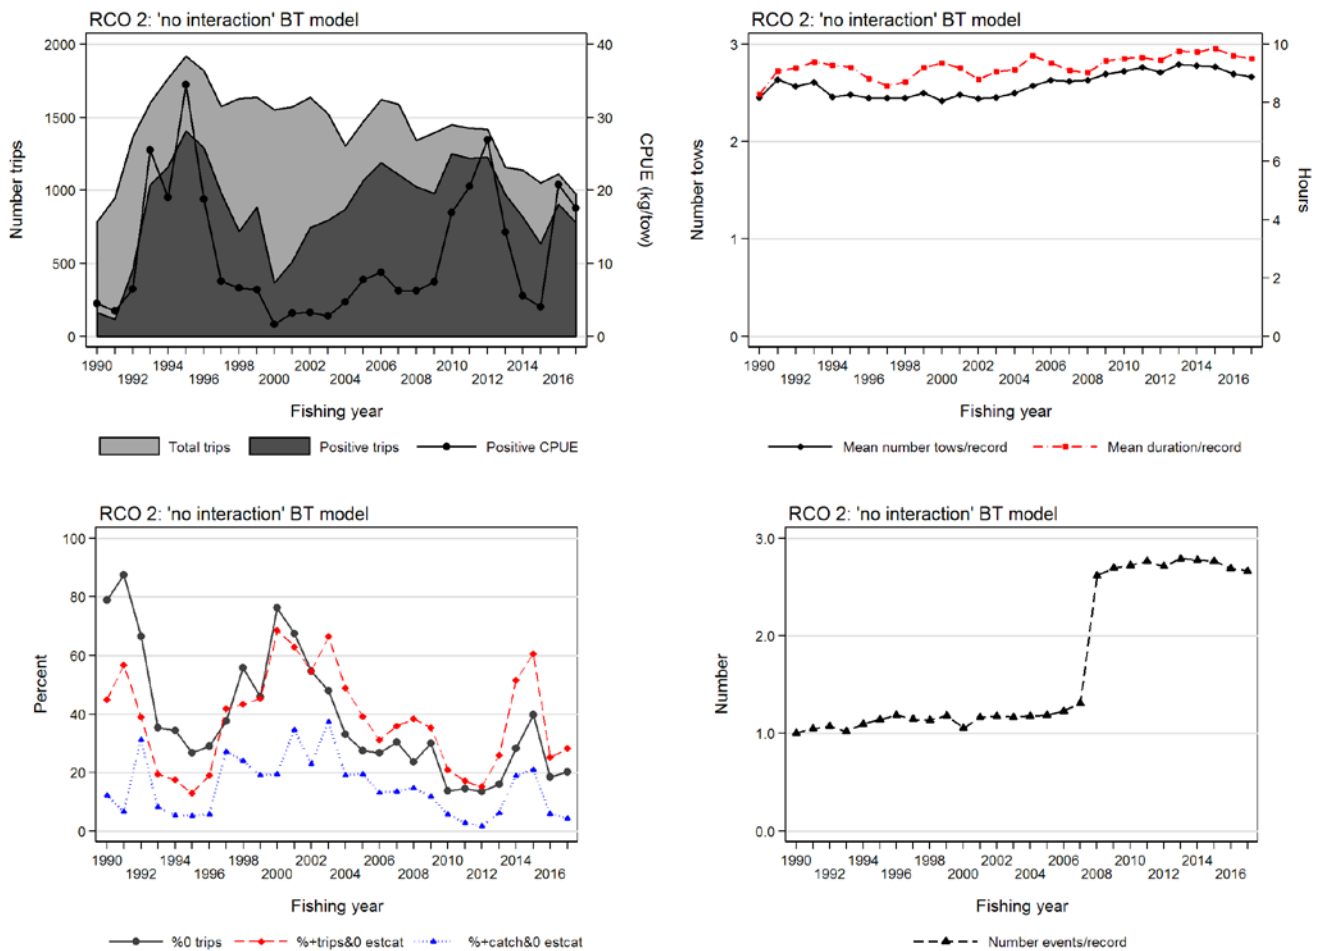 RCO 2: 'no interaction' BT model
2000
1500
1000
500
0
Number trips
40
30
20
10
0
CPUE (kg/tow)
1990 1994 1996 2000 2004 2008 2012 2016
1992 1996 1998 2002 2006 2010 2014
Fishing year
Total trips Positive trips Positive CPUE
RCO 2: 'no interaction' BT model
3
2
1
0
Number tows
10
8
6
4
2
0
Hours
1990 1994 1998 2002 2006 2010 2014
1992 1996 2000 2004 2008 2012 2016
Fishing year
Mean number tows/record Mean duration/record
RCO 2: 'no interaction' BT model
100
80
60
40
20
0
Percent
1990 1994 1998 2002 2006 2010 2014
1992 1996 2000 2004 2008 2012 2016
Fishing year
%0 trips %+trips&0 estcat %+catch&0 estcat
RCO 2: 'no interaction' BT model
3.0
2.0
1.0
0.0
Number
1990 1994 1998 2002 2006 2010 2014
1992 1996 2000 2004 2008 2012 2016
Fishing year
Number events/record